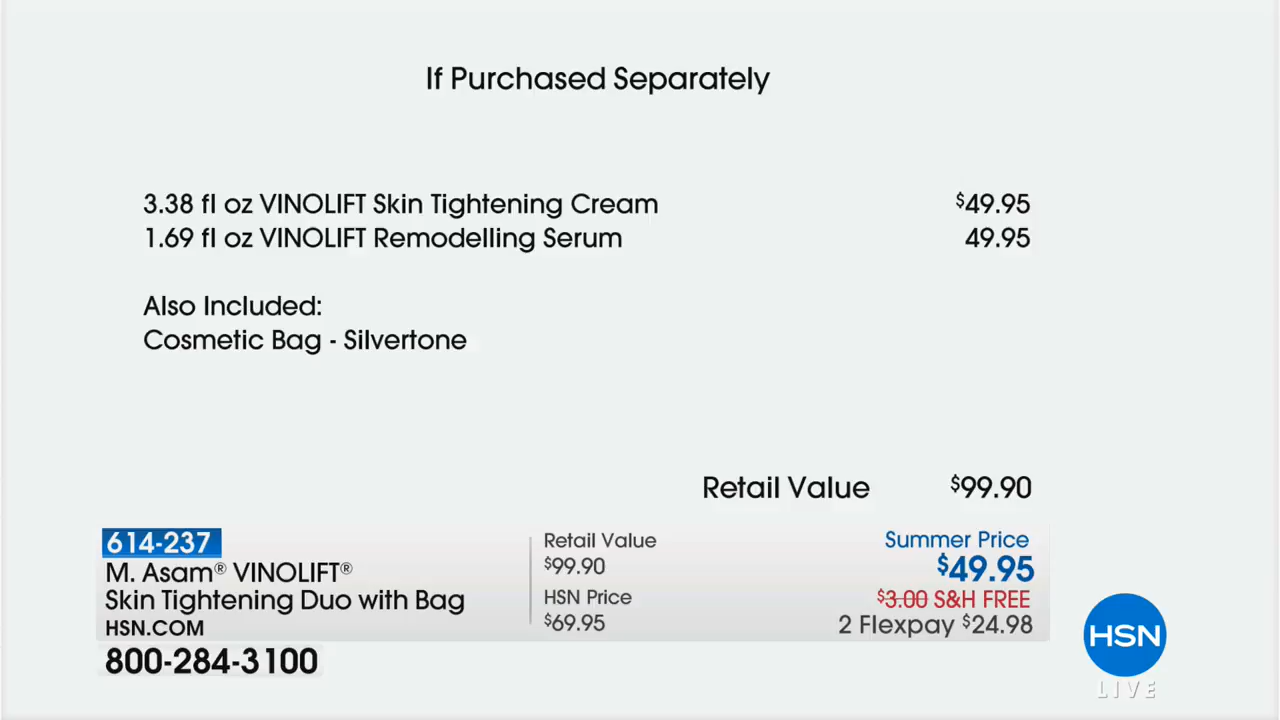 If Purchased Separately
3.38 fl oz VINOLIFT Skin Tightening Cream $49.95
1.69 fl oz VINOLIFT Remodelling Serum 49.95
Also Included:
Cosmetic Bag - Silvertone
Retail Value $99.90
614-237
M. Asam® VINOLIFT®
Skin Tightening Duo with Bag
HSN.COM
800-284-3100
Retail Value
$99.90
HSN Price
$69.95
Summer Price
$49.95
$3.00 S&H FREE
2 Flexpay $24.98
HSN
LIVE